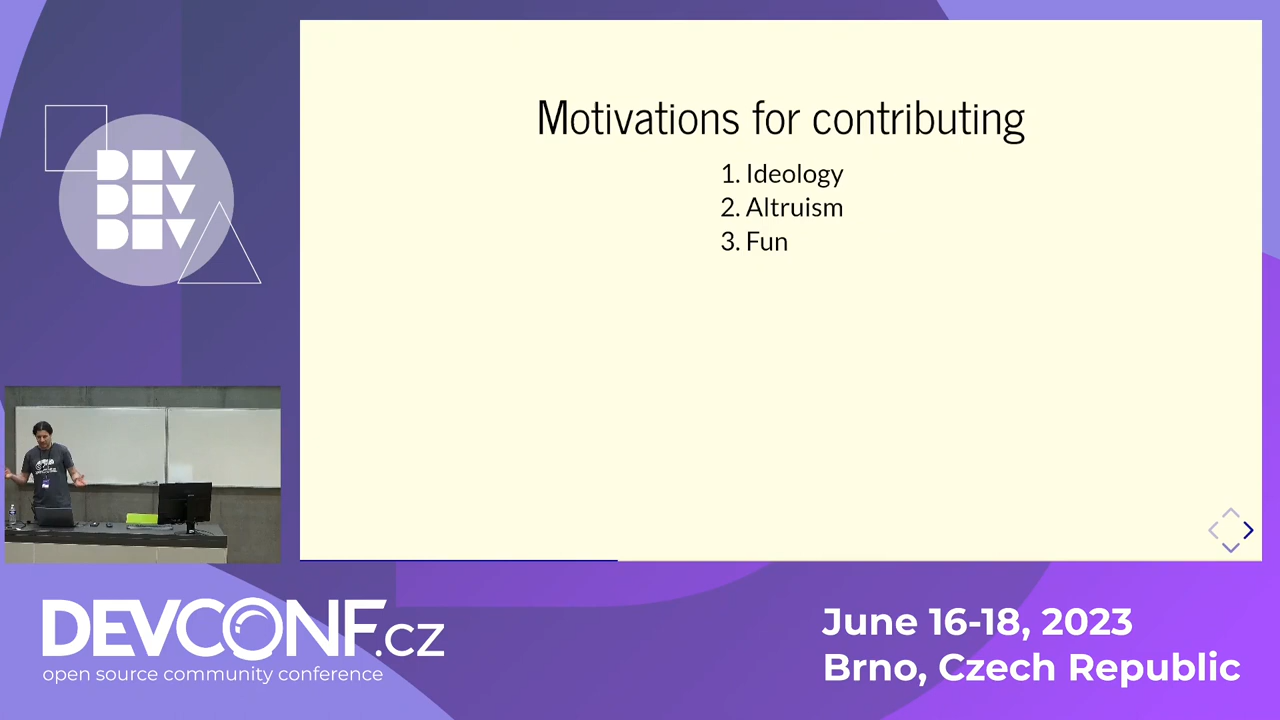 Motivations for contributing
1. Ideology
2. Altruism
3. Fun
DEV
DEV
DEV
DEVCONF.cz
open source community conference
June 16-18, 2023
Brno, Czech Republic